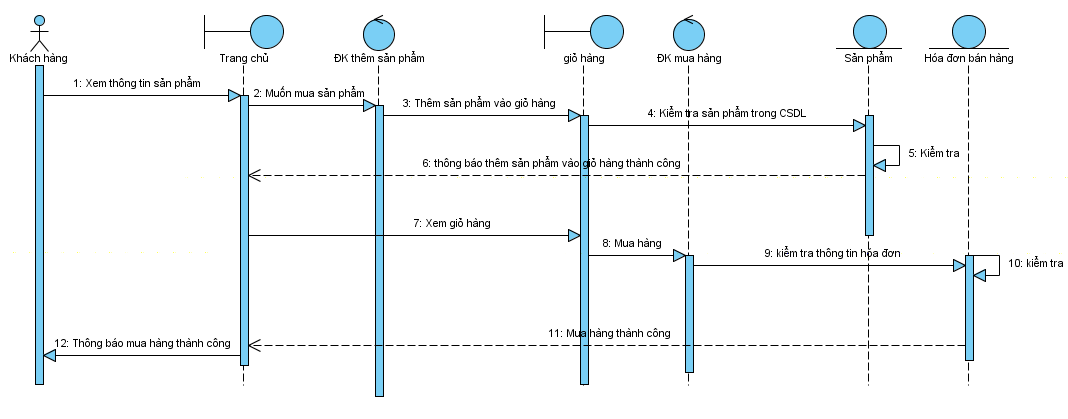 Khách hàng
Trang chủ
ĐK thêm sản phẩm
giỏ hàng
ĐK mua hàng
Sản phẩm
Hóa đơn bán hàng
1: Xem thông tin sản phẩm
2: Muốn mua sản phẩm
3: Thêm sản phẩm vào giỏ hàng
4: Kiểm tra sản phẩm trong CSDL
5: Kiểm tra
6: thông báo thêm sản phẩm vào giỏ hàng thành công
7: Xem giỏ hàng
8: Mua hàng
9: kiểm tra thông tin hóa đơn
10: kiểm tra
11: Mua hàng thành công
12: Thông báo mua hàng thành công